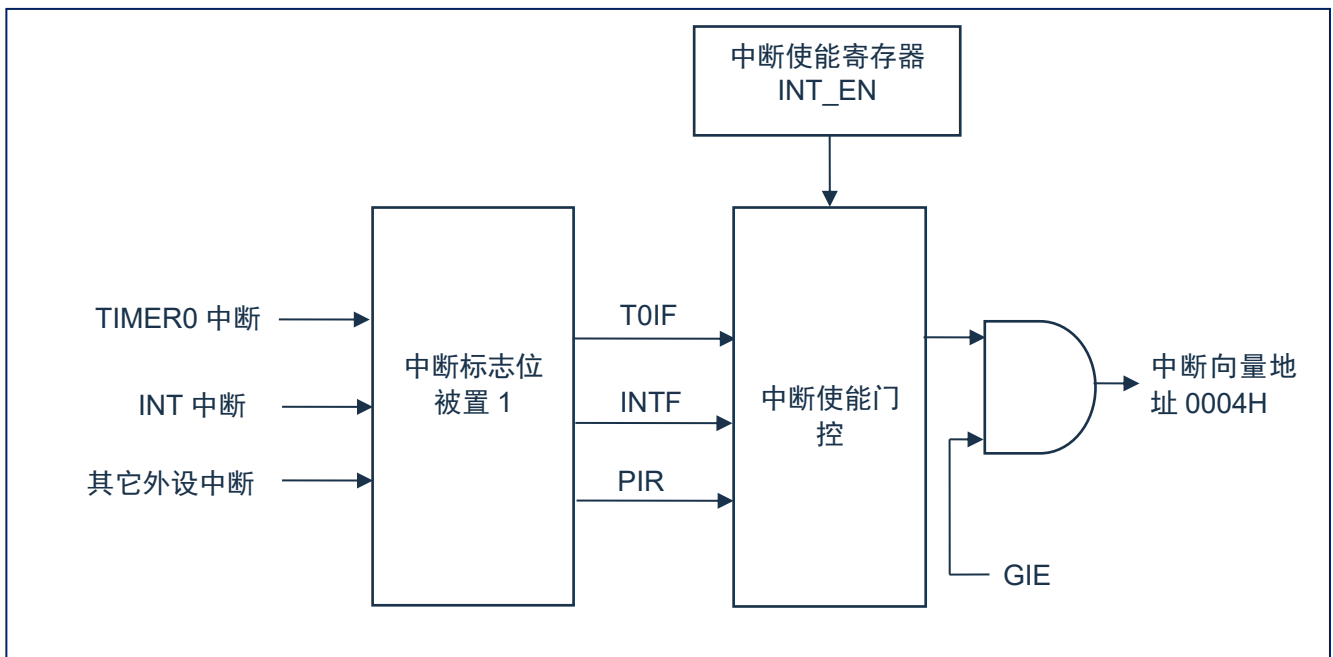 中断使能寄存器
INT_EN
TIMER0 中断
INT 中断
其它外设中断
中断标志位
被置 1
T0IF
INTF
PIR
中断使能门
控
中断向量地
址 0004H
GIE